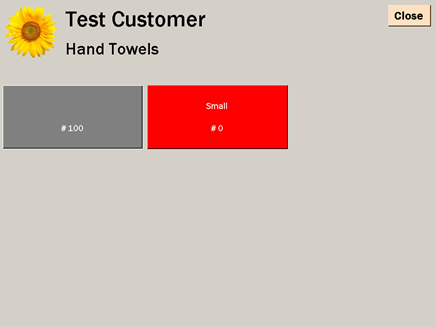 Test Customer
Close
Hand Towels
Small
# 100
# 0